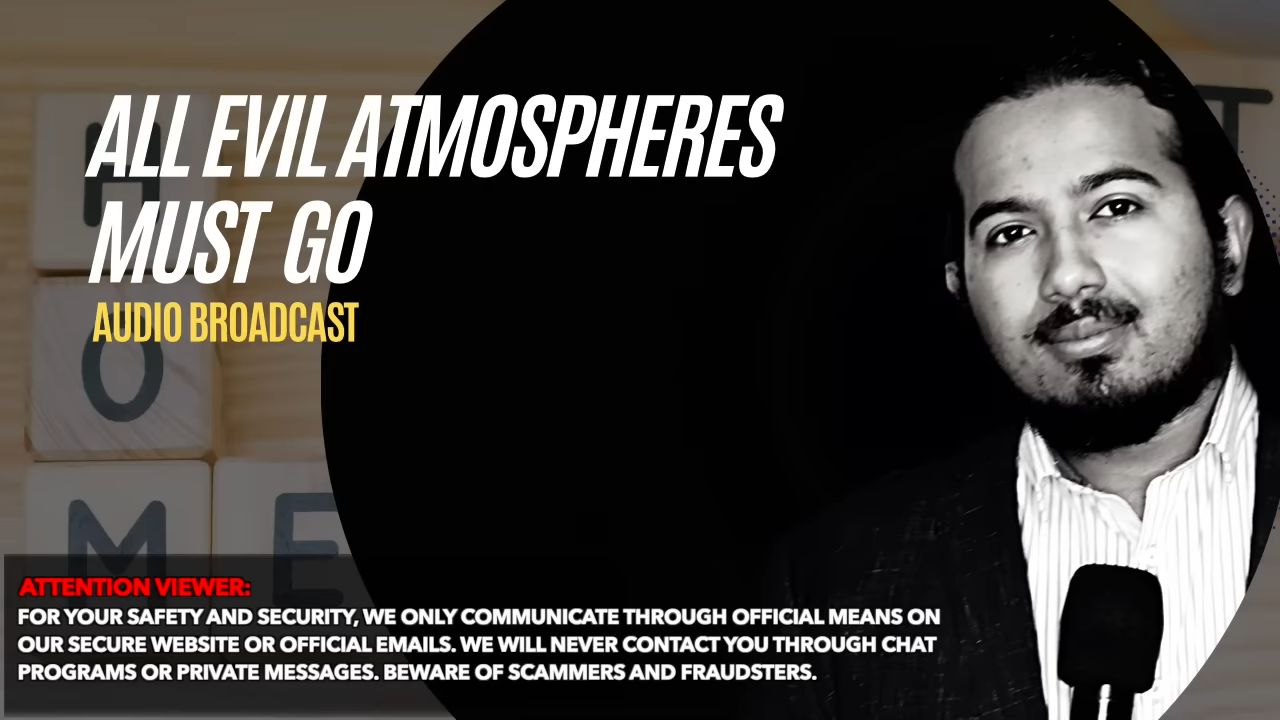 ALL EVIL ATMOSPHERES
MUST GO
AUDIO BROADCAST
H
O
M E
T
ATTENTION VIEWER:
FOR YOUR SAFETY AND SECURITY, WE ONLY COMMUNICATE THROUGH OFFICIAL MEANS ON
OUR SECURE WEBSITE OR OFFICIAL EMAILS. WE WILL NEVER CONTACT YOU THROUGH CHAT
PROGRAMS OR PRIVATE MESSAGES. BEWARE OF SCAMMERS AND FRAUDSTERS.